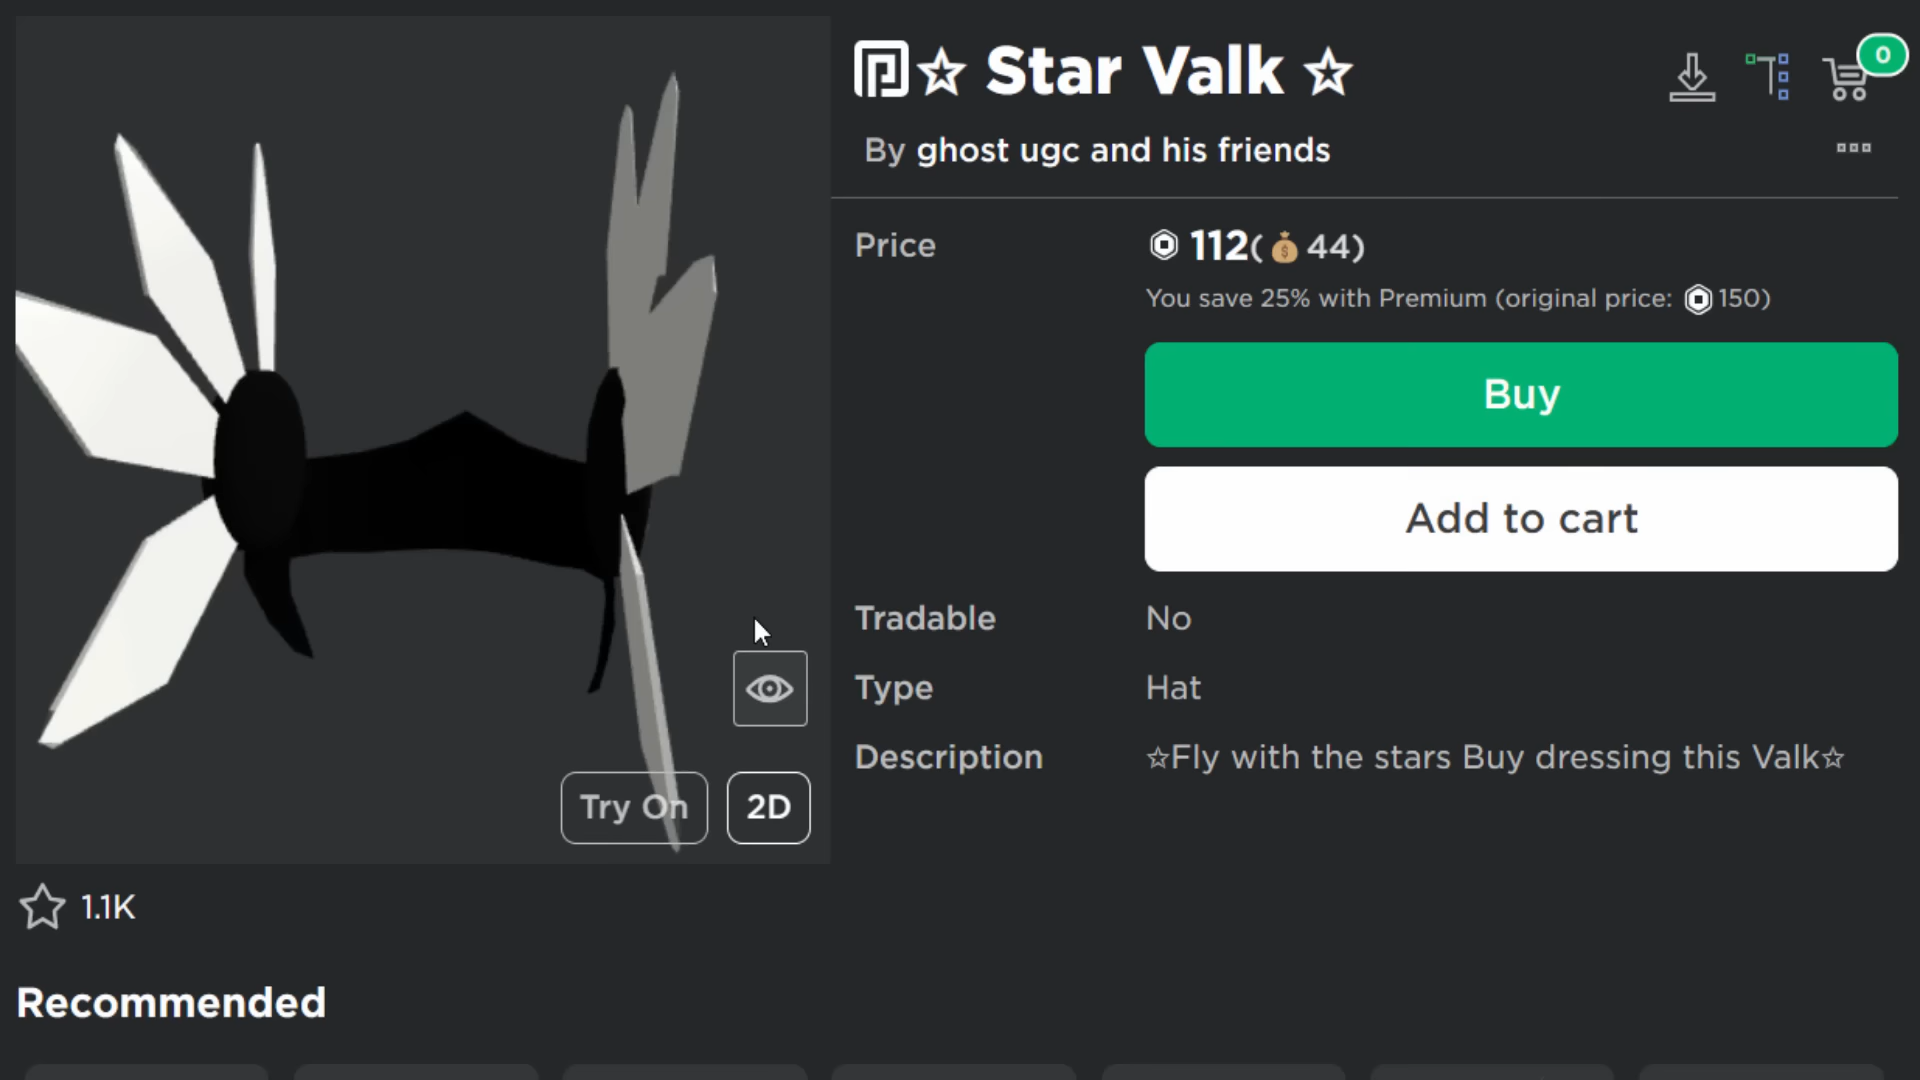 ☆ Star Valk ☆
0
By ghost ugc and his friends
Price
112(💰44)
You save 25% with Premium (original price: 150)
Buy
Add to cart
Tradable
No
Type
Hat
Description
☆Fly with the stars Buy dressing this Valk☆
Try On
2D
1.1K
Recommended